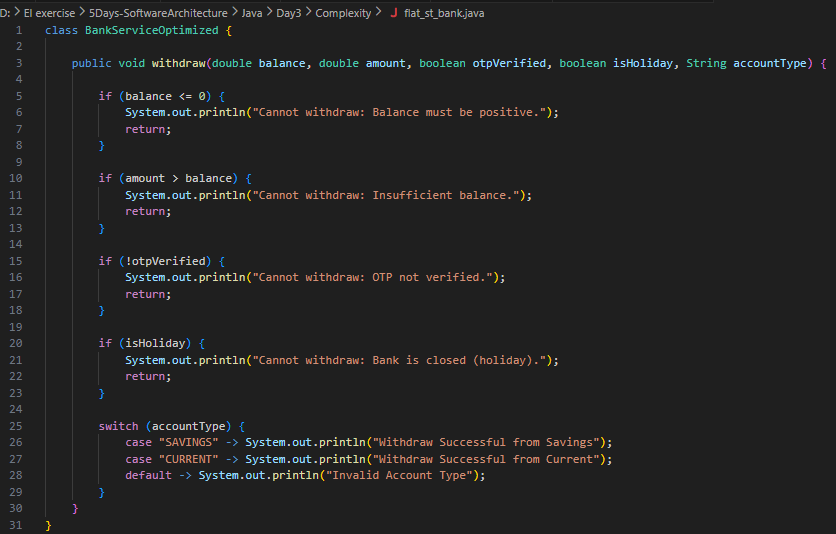 D: > EI exercise > 5Days-SoftwareArchitecture > Java > Day3 > Complexity > J flat_st_bank.java
1 class BankServiceOptimized {
2
3     public void withdraw(double balance, double amount, boolean otpVerified, boolean isHoliday, String accountType) {
4
5         if (balance <= 0) {
6             System.out.println("Cannot withdraw: Balance must be positive.");
7             return;
8         }
9
10         if (amount > balance) {
11             System.out.println("Cannot withdraw: Insufficient balance.");
12             return;
13         }
14
15         if (!otpVerified) {
16             System.out.println("Cannot withdraw: OTP not verified.");
17             return;
18         }
19
20         if (isHoliday) {
21             System.out.println("Cannot withdraw: Bank is closed (holiday).");
22             return;
23         }
24
25         switch (accountType) {
26             case "SAVINGS" -> System.out.println("Withdraw Successful from Savings");
27             case "CURRENT" -> System.out.println("Withdraw Successful from Current");
28             default -> System.out.println("Invalid Account Type");
29         }
30     }
31 }